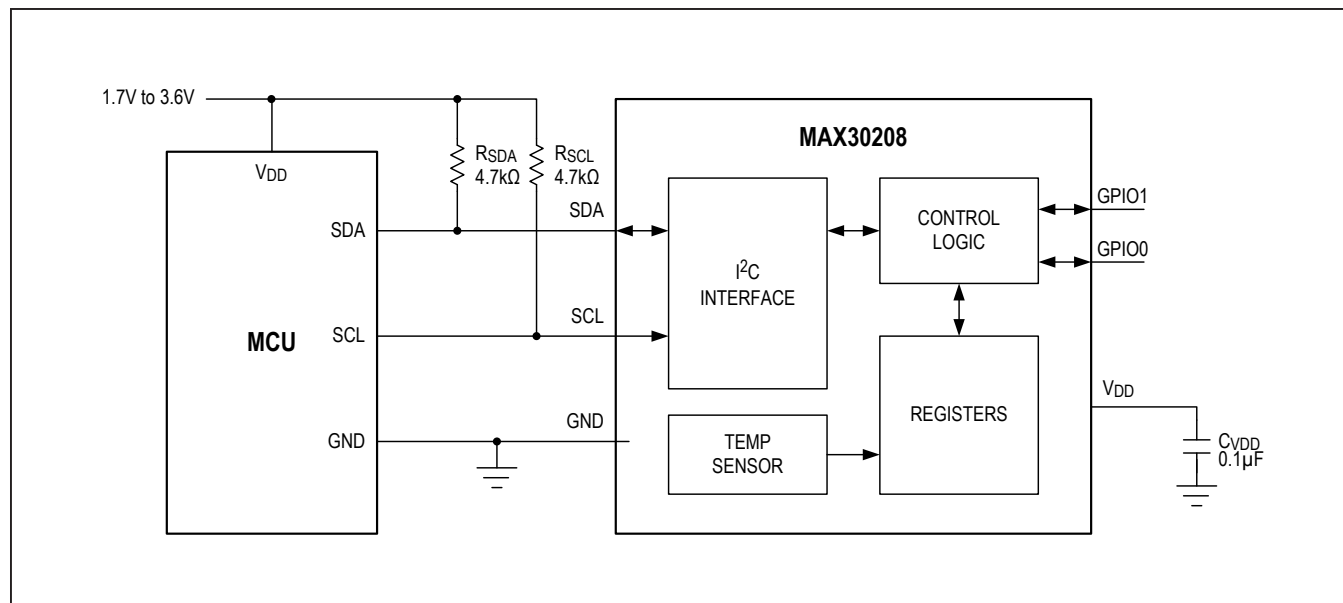 1.7V to 3.6V
MAX30208
VDD
RSDA
4.7kΩ
RSCL
4.7kΩ
SDA
SDA
I2C
INTERFACE
CONTROL
LOGIC
GPIO1
GPIO0
MCU
SCL
SCL
REGISTERS
VDD
GND
GND
TEMP
SENSOR
CVDD
0.1µF